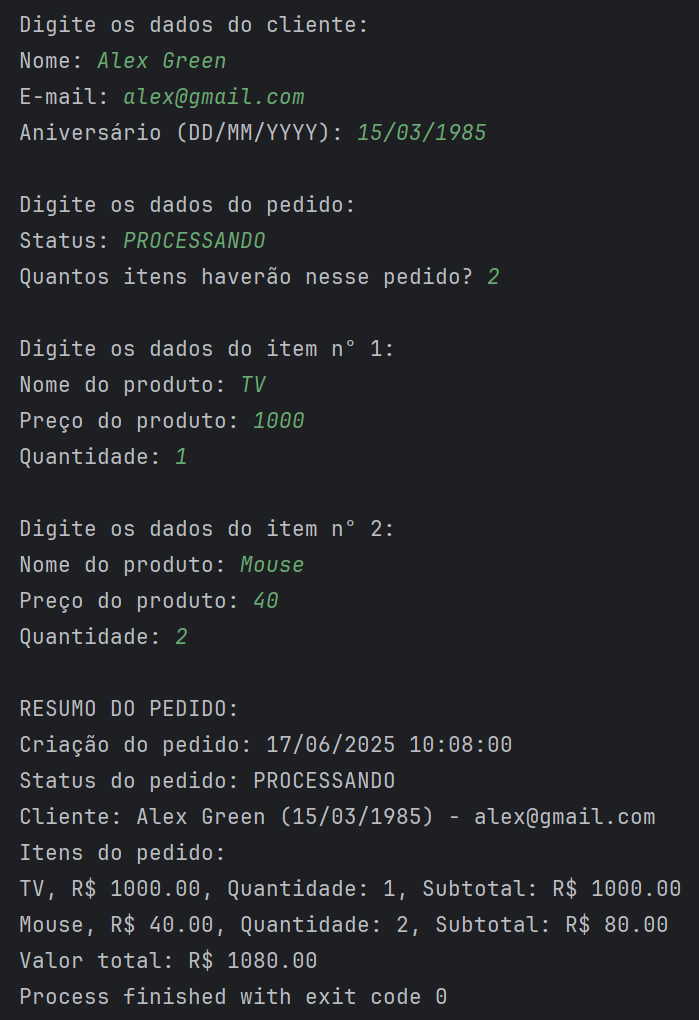 Digite os dados do cliente:
Nome: Alex Green
E-mail: alex@gmail.com
Aniversário (DD/MM/YYYY): 15/03/1985
Digite os dados do pedido:
Status: PROCESSANDO
Quantos itens haverão nesse pedido? 2
Digite os dados do item n° 1:
Nome do produto: TV
Preço do produto: 1000
Quantidade: 1
Digite os dados do item n° 2:
Nome do produto: Mouse
Preço do produto: 40
Quantidade: 2
RESUMO DO PEDIDO:
Criação do pedido: 17/06/2025 10:08:00
Status do pedido: PROCESSANDO
Cliente: Alex Green (15/03/1985) - alex@gmail.com
Itens do pedido:
TV, R$ 1000.00, Quantidade: 1, Subtotal: R$ 1000.00
Mouse, R$ 40.00, Quantidade: 2, Subtotal: R$ 80.00
Valor total: R$ 1080.00
Process finished with exit code 0